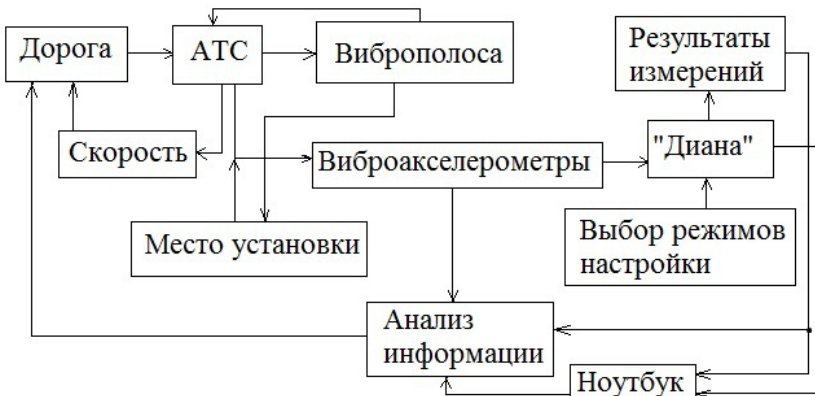 Дорога
АТС
Виброполоса
Результаты
измерений
Скорость
Виброакселерометры
"Диана"
Место установки
Выбор режимов
настройки
Анализ
информации
Ноутбук